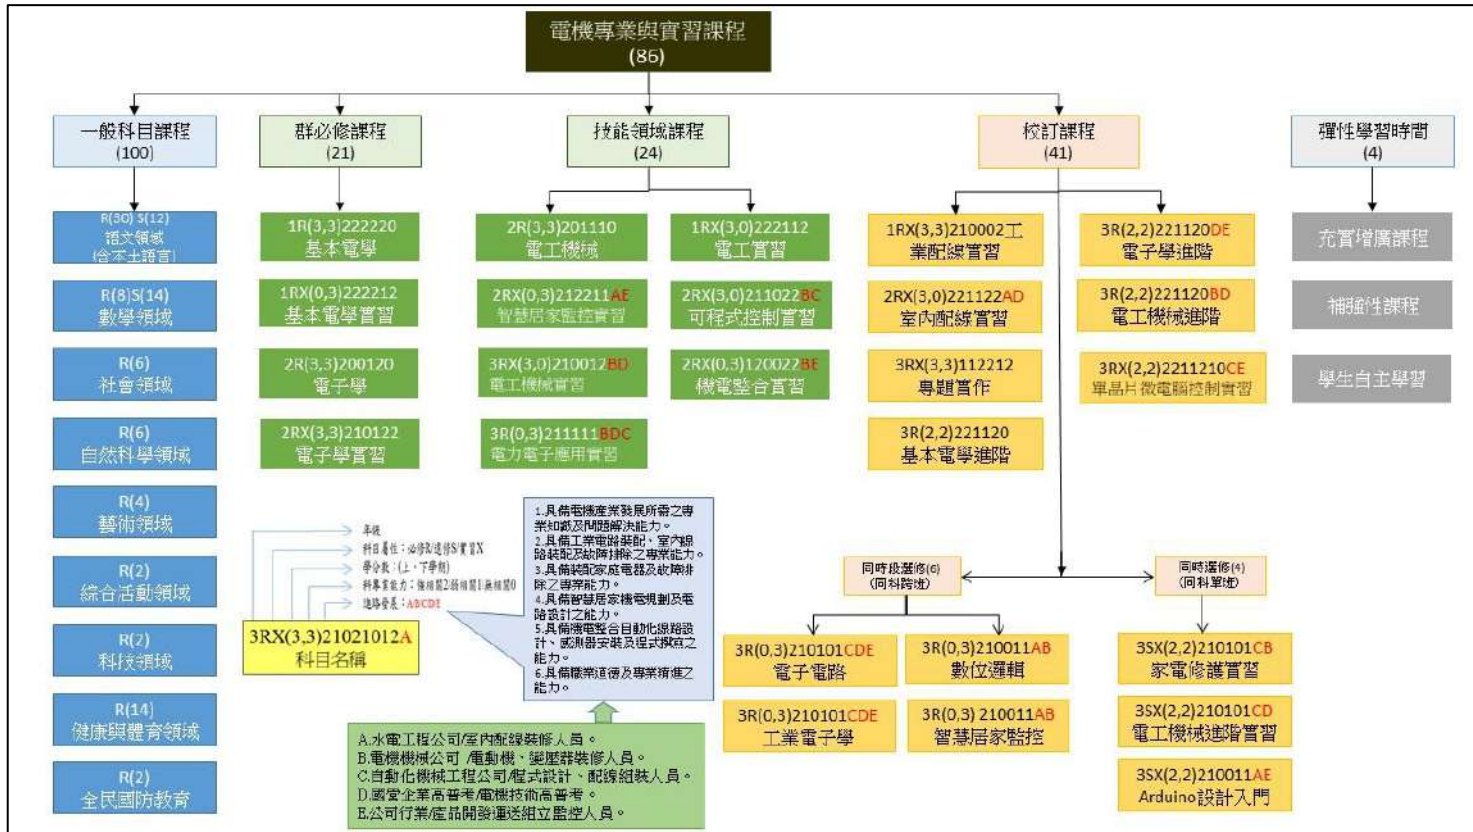 電機專業與實習課程
(86)
一般科目課程
(100)
群必修課程
(21)
技能領域課程
(24)
校訂課程
(41)
彈性學習時間
(4)
R(30) S(12)
語文領域
(含本土語言)
R(8)S(14)
數學領域
R(6)
社會領域
R(6)
自然科學領域
R(4)
藝術領域
R(2)
綜合活動領域
R(2)
科技領域
R(14)
健康與體育領域
R(2)
全民國防教育
1R(3,3)222220
基本電學
1RX(0,3)222212
基本電學實習
2R(3,3)200120
電子學
2RX(3,3)210122
電子學實習
2R(3,3)201110
電工機械
2RX(0,3)212211AE
智慧居家監控實習
3RX(3,0)210012BD
電工機械實習
3R(0,3)211111BDC
電力電子應用實習
1RX(3,0)222112
電工實習
2RX(3,0)211022BC
可程式控制實習
2RX(0,3)120022BE
機電整合實習
1RX(3,3)210002工
業配線實習
2RX(3,0)221122AD
室內配線實習
3RX(3,3)112212
專題實作
3R(2,2)221120
基本電學進階
3R(2,2)221120DE
電子學進階
3R(2,2)221120BD
電工機械進階
3RX(2,2)2211210CE
單晶片微電腦控制實習
充實增廣課程
補強性課程
學生自主學習
年級
科目屬性：必修R/選修S/實習X
學分數：(上、下學期)
科專業能力：強相關2/弱相關1/無相關0
進路發展：ABCDE
3RX(3,3)21021012A
科目名稱
1.具備電機產業發展所需之專
業知識及問題解決能力。
2.具備工業電路裝配、室內線
路裝配及故障排除之專業能力。
3.具備裝配家庭電器及故障排
除之專業能力。
4.具備智慧居家機電規劃及電
路設計之能力。
5.具備機電整合自動化線路設
計、感測器安裝及程式撰寫之
能力。
6.具備職業道德及專業精進之
能力。
A.水電工程公司/室內配線裝修人員。
B.電機機械公司 /電動機、變壓器裝修人員。
C.自動化機械工程公司/程式設計、配線組裝人員。
D.國營企業高普考/電機技術高普考。
E.公司行業/產品開發運送組立監控人員。
同時段選修(6)
(同科跨班)
同時選修(4)
(同科單班)
3R(0,3)210101CDE
電子電路
3R(0,3)210101CDE
工業電子學
3R(0,3)210011AB
數位邏輯
3R(0,3) 210011AB
智慧居家監控
3SX(2,2)210101CB
家電修護實習
3SX(2,2)210101CD
電工機械進階實習
3SX(2,2)210011AE
Arduino設計入門